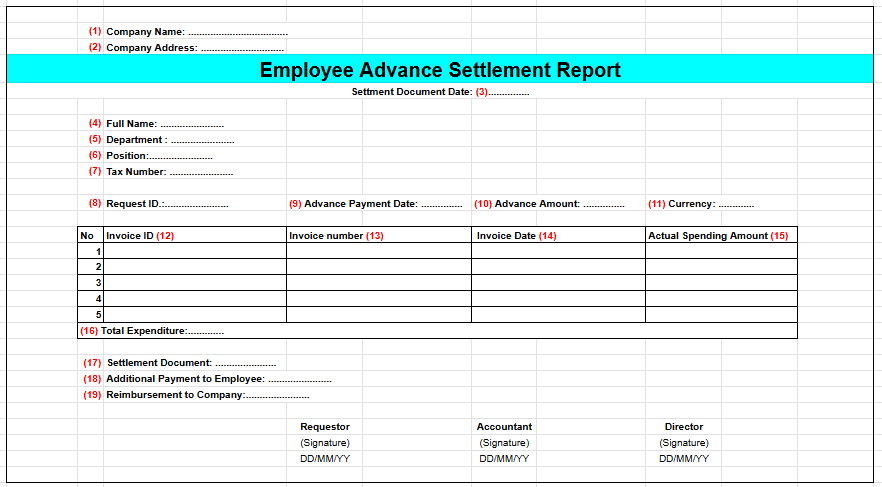 (1) Company Name: ....................................
(2) Company Address: ..............................
Employee Advance Settlement Report
Settment Document Date: (3)...............
(4) Full Name: .......................
(5) Department : .......................
(6) Position:.......................
(7) Tax Number: .......................
(8) Request ID.:....................... (9) Advance Payment Date: ............... (10) Advance Amount: ............... (11) Currency: .............
No Invoice ID (12) Invoice number (13) Invoice Date (14) Actual Spending Amount (15)
1
2
3
4
5
(16) Total Expenditure:.............
(17) Settlement Document: ......................
(18) Additional Payment to Employee: .......................
(19) Reimbursement to Company:.......................
Requestor Accountant Director
(Signature) (Signature) (Signature)
DD/MM/YY DD/MM/YY DD/MM/YY